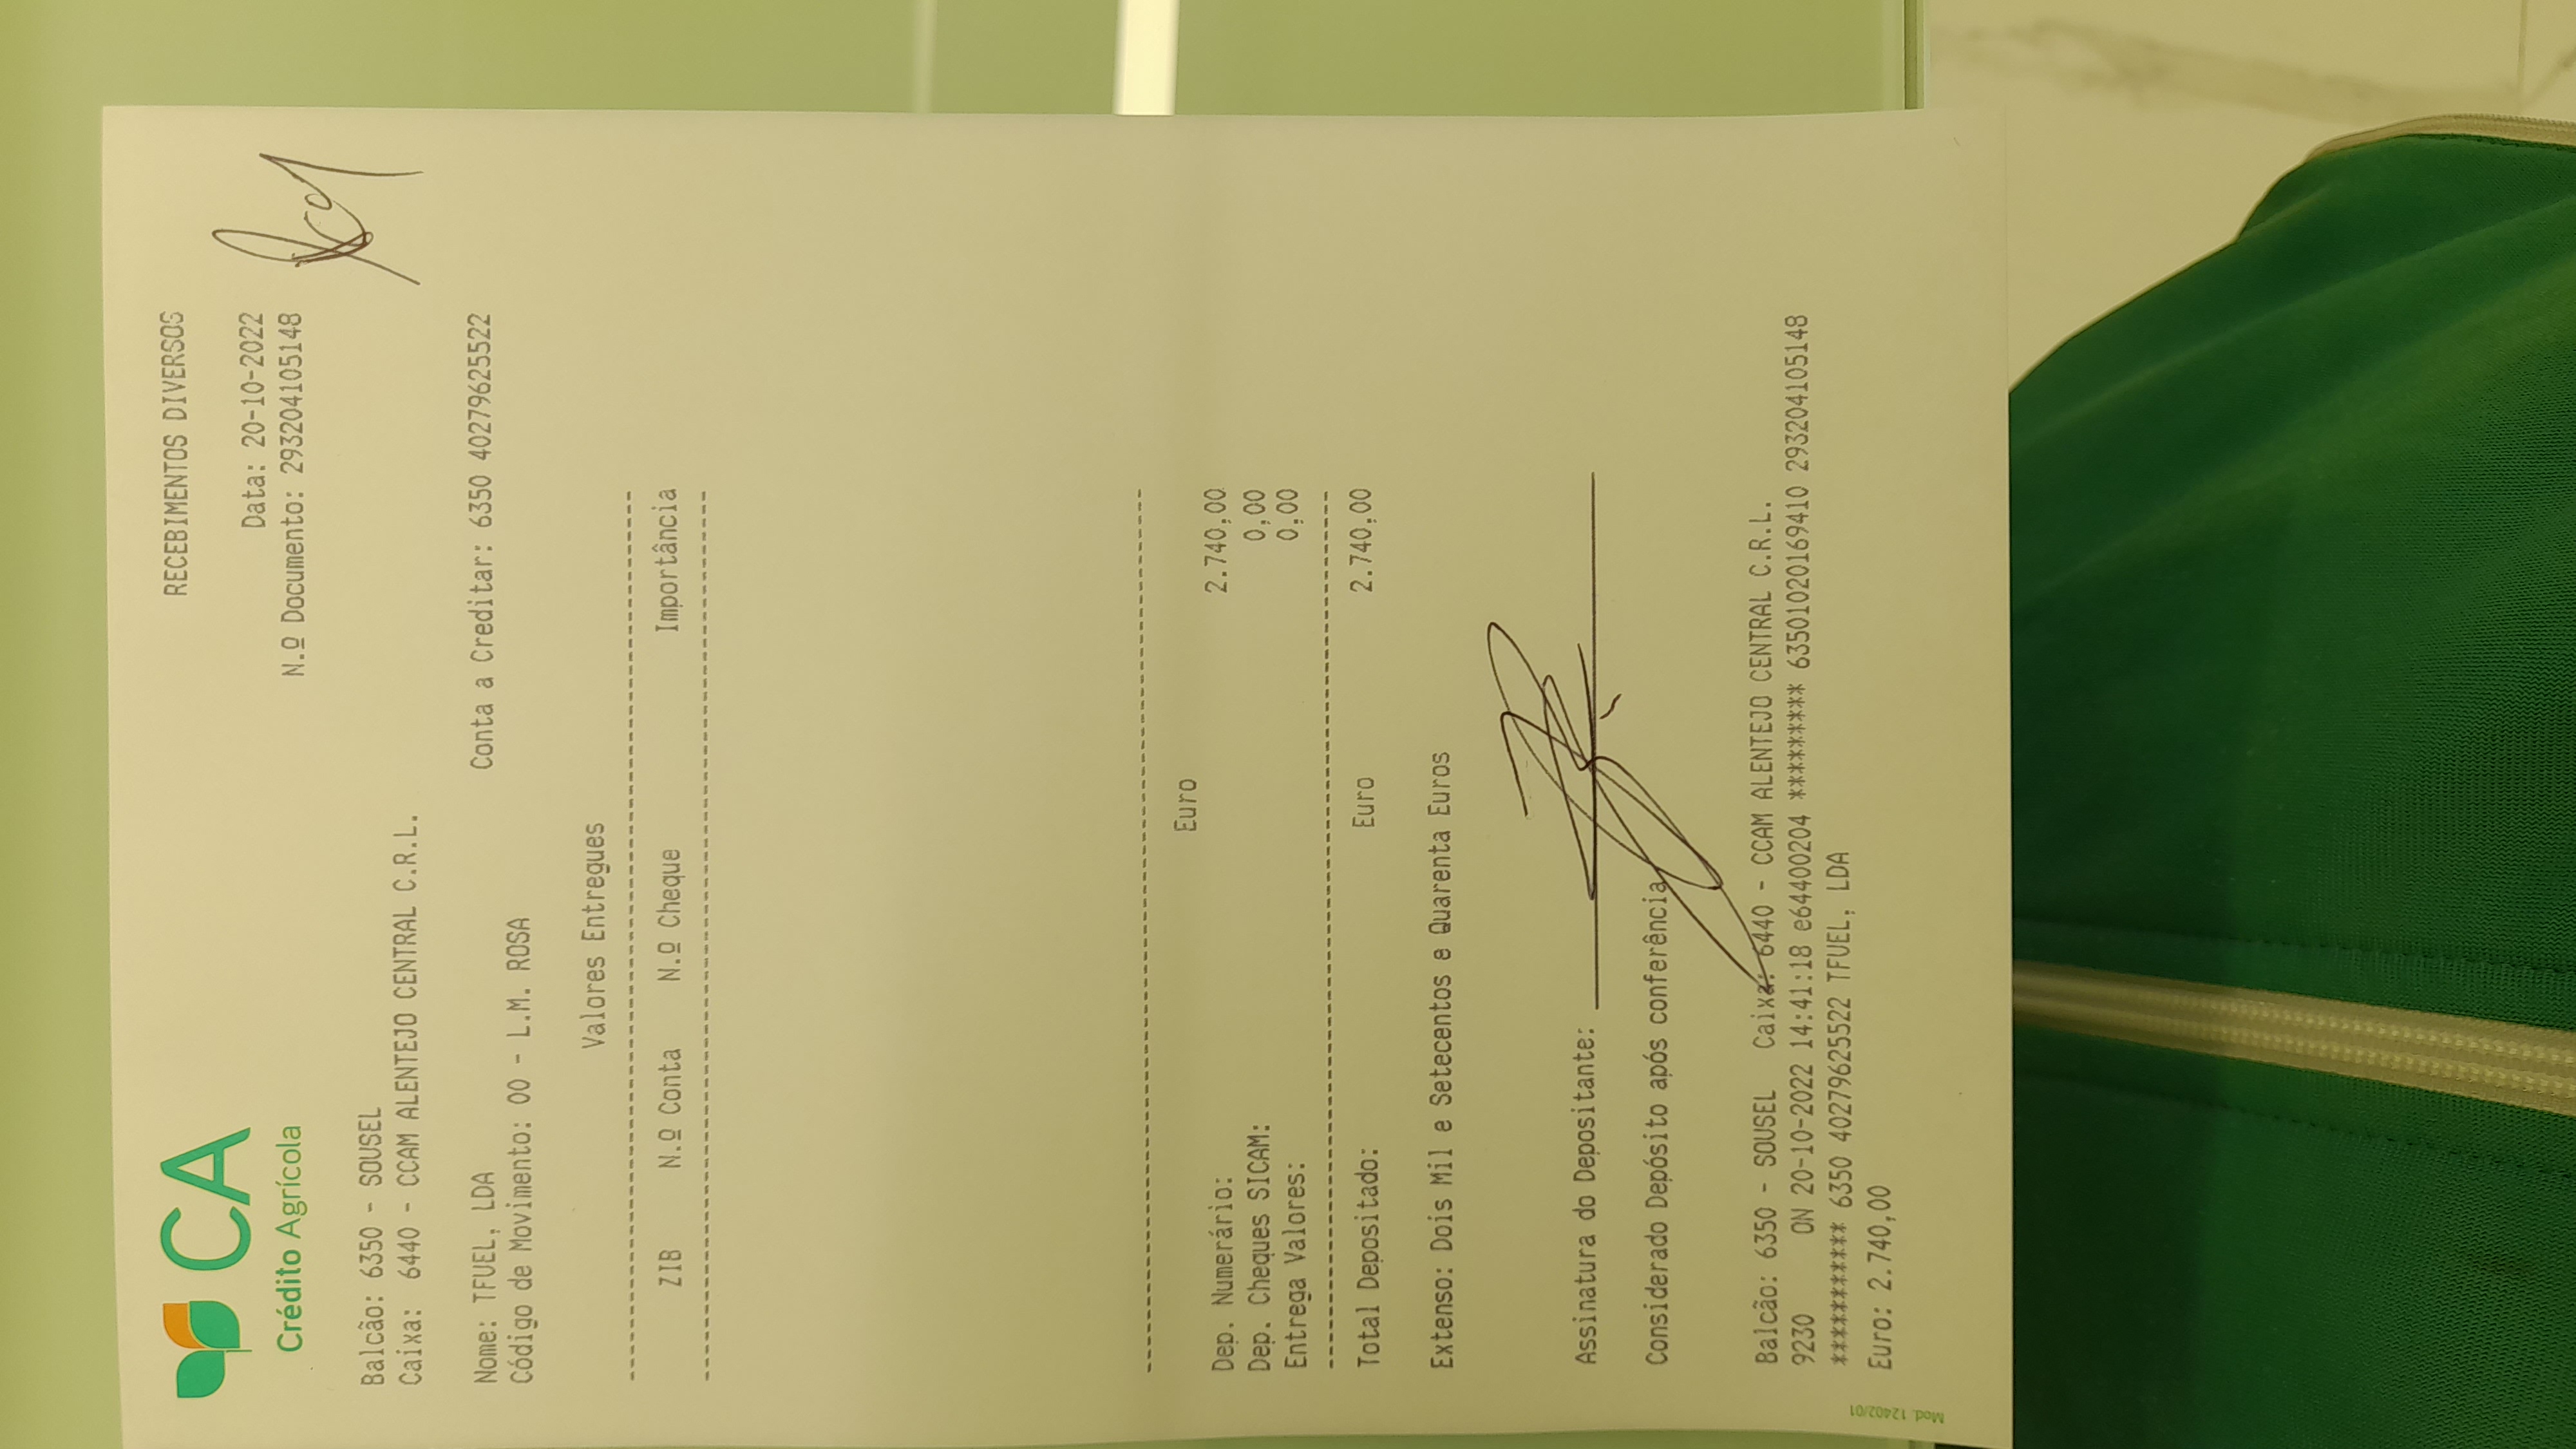 CA
Crédito Agrícola
RECEBIMENTOS DIVERSOS
Data: 20-10-2022
N.º Documento: 293204105148
Balcão: 6350 - SOUSEL
Caixa: 6440 - CCAM ALENTEJO CENTRAL C.R.L.
Nome: TFUEL, LDA Conta a Creditar: 6350 40279625522
Código de Movimento: 00 - L.M. ROSA
Valores Entregues
ZIB N.º Conta N.º Cheque Importância
Euro
Dep. Numerário: 2.740,00
Dep. Cheques SICAM: 0,00
Entrega Valores: 0,00
Total Depositado: Euro 2.740,00
Extenso: Dois Mil e Setecentos e Quarenta Euros
Assinatura do Depositante:
Considerado Depósito após conferência
Balcão: 6350 - SOUSEL Caixa: 6440 - CCAM ALENTEJO CENTRAL C.R.L.
9230 ON 20-10-2022 14:41:18 e64400204 ******** 6350102016941​0 293204105148
********** 6350 40279625522 TFUEL, LDA
Euro: 2.740,00
Mod. 12402/01